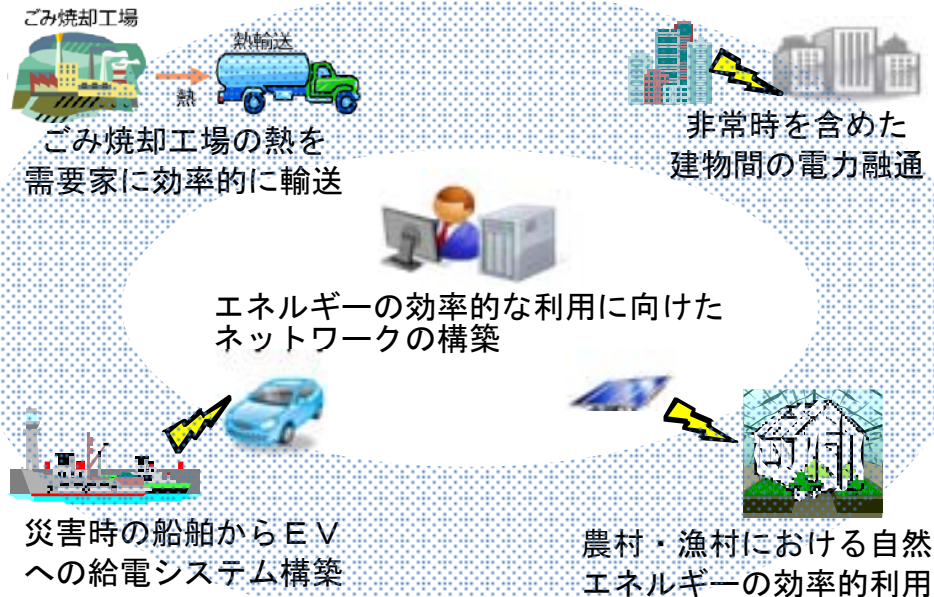 ごみ焼却工場
熱輸送
熱
ごみ焼却工場の熱を
需要家に効率的に輸送
非常時を含めた
建物間の電力融通
エネルギーの効率的な利用に向けた
ネットワークの構築
災害時の船舶からＥＶ
への給電システム構築
農村・漁村における自然
エネルギーの効率的利用